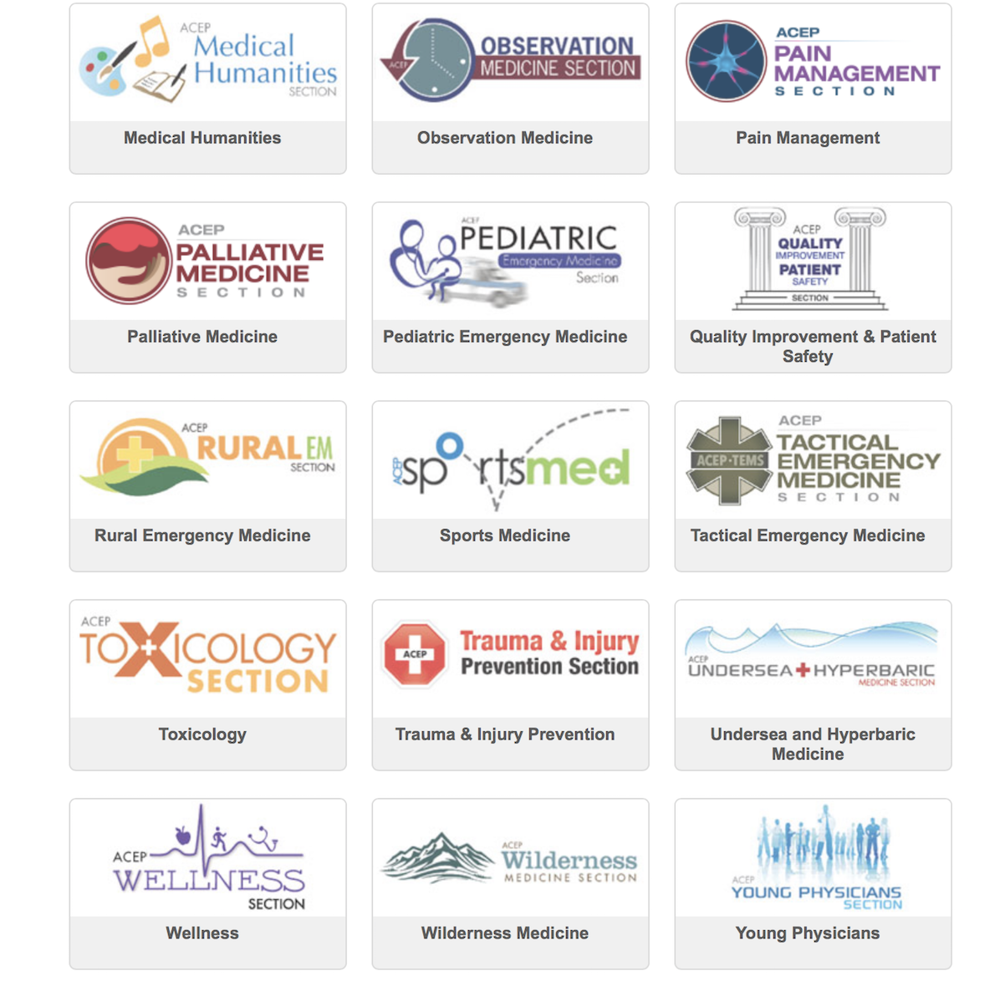 ACEP
Medical
Humanities
SECTION
Medical Humanities
ACEP
OBSERVATION
MEDICINE SECTION
Observation Medicine
ACEP
PAIN
MANAGEMENT
SECTION
Pain Management
ACEP
PALLIATIVE
MEDICINE
SECTION
Palliative Medicine
ACEP
PEDIATRIC
Emergency Medicine
Section
Pediatric Emergency Medicine
ACEP
QUALITY
IMPROVEMENT
PATIENT
SAFETY
SECTION
Quality Improvement & Patient
Safety
ACEP
RURAL EM
SECTION
Rural Emergency Medicine
ACEP
sportsmed
Sports Medicine
ACEP
TACTICAL
ACEP•TEMS
EMERGENCY
MEDICINE
SECTION
Tactical Emergency Medicine
ACEP
TOXICOLOGY
SECTION
Toxicology
ACEP
Trauma & Injury
Prevention Section
Trauma & Injury Prevention
ACEP
UNDERSEA HYPERBARIC
MEDICINE SECTION
Undersea and Hyperbaric
Medicine
ACEP
WELLNESS
SECTION
Wellness
ACEP
Wilderness
MEDICINE SECTION
Wilderness Medicine
ACEP
YOUNG PHYSICIANS
SECTION
Young Physicians